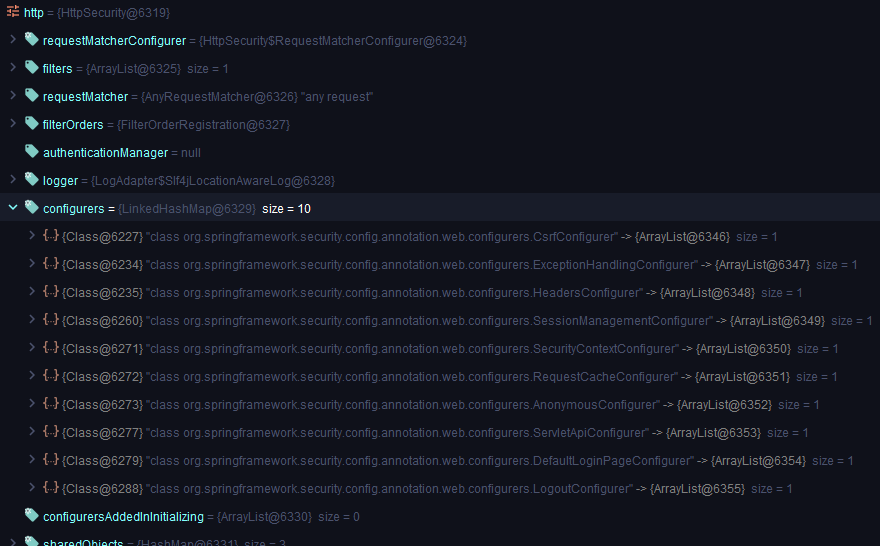 http = {HttpSecurity@6319}
requestMatcherConfigurer = {HttpSecurity$RequestMatcherConfigurer@6324}
filters = {ArrayList@6325} size = 1
requestMatcher = {AnyRequestMatcher@6326} "any request"
filterOrders = {FilterOrderRegistration@6327}
authenticationManager = null
logger = {LogAdapter$Slf4jLocationAwareLog@6328}
configurers = {LinkedHashMap@6329} size = 10
{Class@6227} "class org.springframework.security.config.annotation.web.configurers.CsrfConfigurer" -> {ArrayList@6346} size = 1
{Class@6234} "class org.springframework.security.config.annotation.web.configurers.ExceptionHandlingConfigurer" -> {ArrayList@6347} size = 1
{Class@6235} "class org.springframework.security.config.annotation.web.configurers.HeadersConfigurer" -> {ArrayList@6348} size = 1
{Class@6260} "class org.springframework.security.config.annotation.web.configurers.SessionManagementConfigurer" -> {ArrayList@6349} size = 1
{Class@6271} "class org.springframework.security.config.annotation.web.configurers.SecurityContextConfigurer" -> {ArrayList@6350} size = 1
{Class@6272} "class org.springframework.security.config.annotation.web.configurers.RequestCacheConfigurer" -> {ArrayList@6351} size = 1
{Class@6273} "class org.springframework.security.config.annotation.web.configurers.AnonymousConfigurer" -> {ArrayList@6352} size = 1
{Class@6277} "class org.springframework.security.config.annotation.web.configurers.ServletApiConfigurer" -> {ArrayList@6353} size = 1
{Class@6279} "class org.springframework.security.config.annotation.web.configurers.DefaultLoginPageConfigurer" -> {ArrayList@6354} size = 1
{Class@6288} "class org.springframework.security.config.annotation.web.configurers.LogoutConfigurer" -> {ArrayList@6355} size = 1
configurersAddedInInitializing = {ArrayList@6330} size = 0
sharedObjects = {HashMap@6331} size = 3